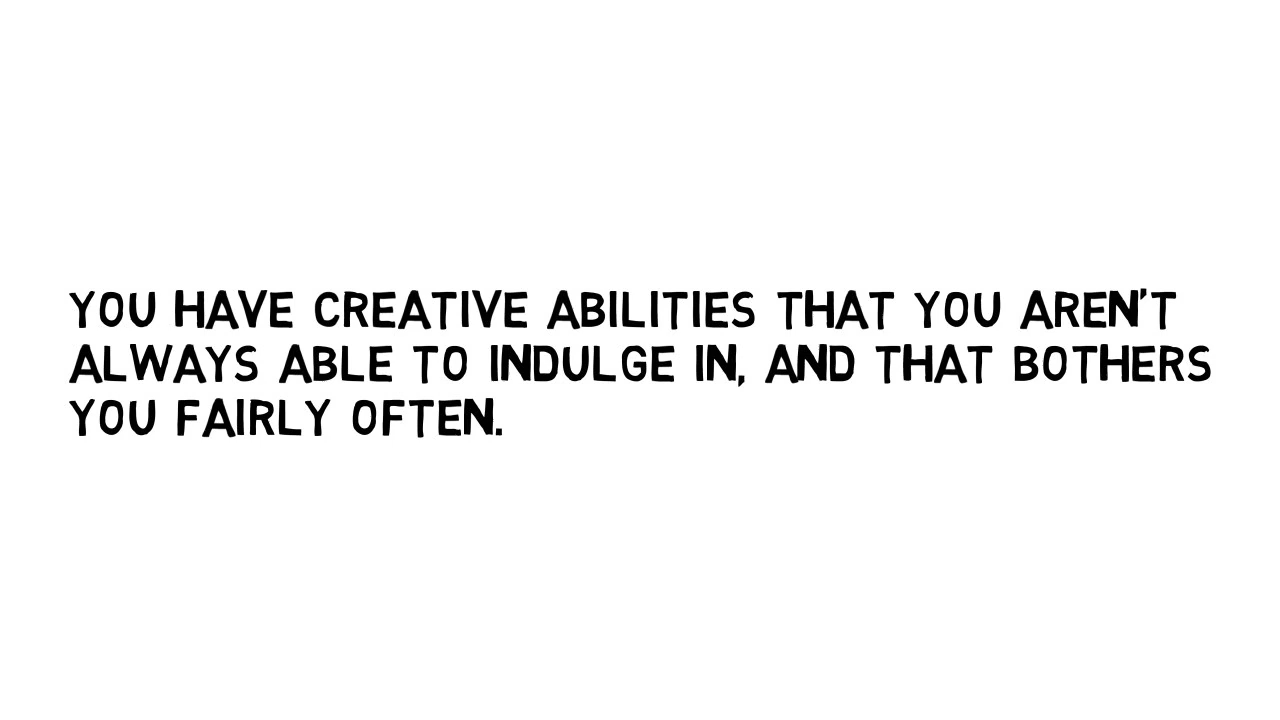 YOU HAVE CREATIVE ABILITIES THAT YOU AREN'T
ALWAYS ABLE TO INDULGE IN, AND THAT BOTHERS
YOU FAIRLY OFTEN.